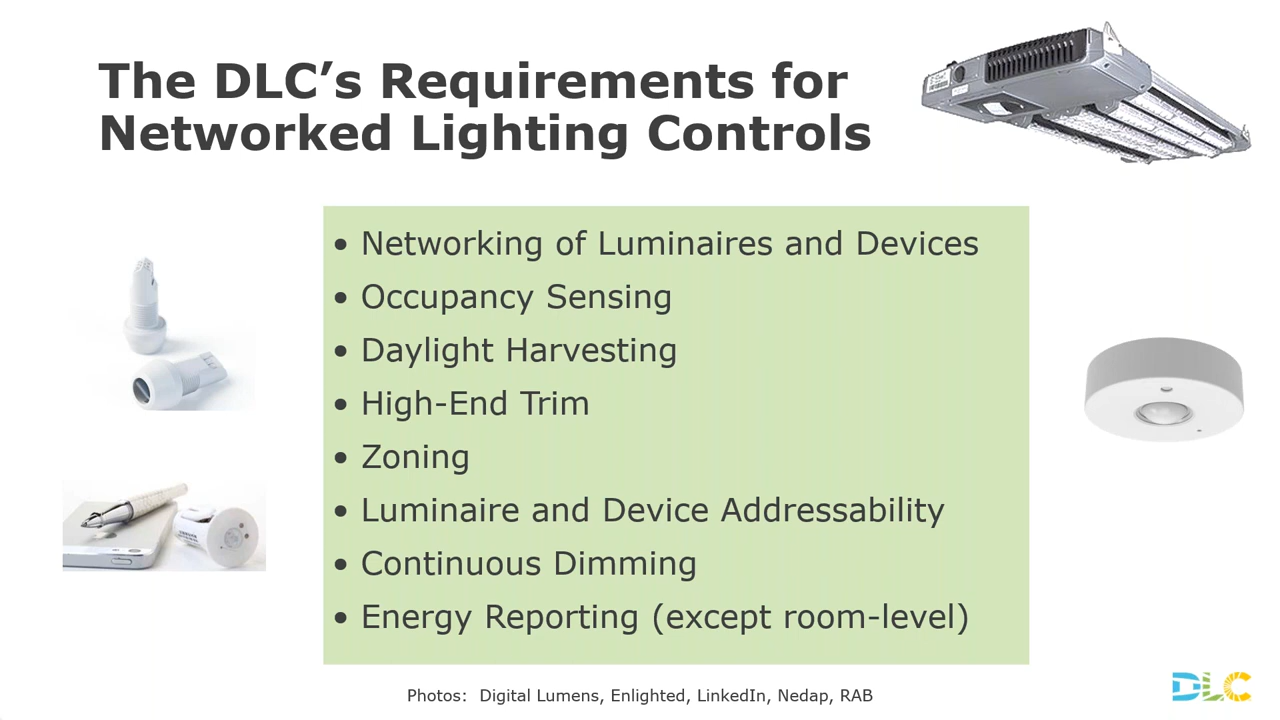 The DLC’s Requirements for
Networked Lighting Controls
• Networking of Luminaires and Devices
• Occupancy Sensing
• Daylight Harvesting
• High-End Trim
• Zoning
• Luminaire and Device Addressability
• Continuous Dimming
• Energy Reporting (except room-level)
Photos:  Digital Lumens, Enlighted, LinkedIn, Nedap, RAB
DLC